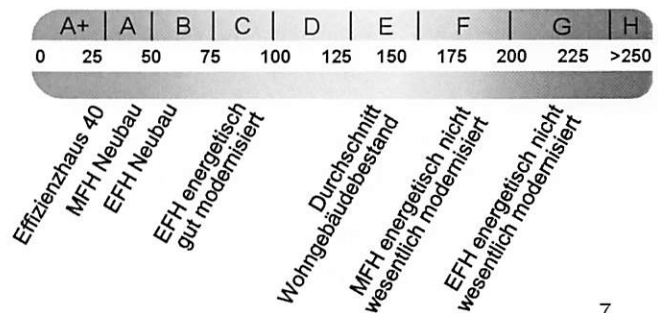 A+ | A | B | C | D | E | F | G | H
0 25 50 75 100 125 150 175 200 225 >250
Effizienzhaus 40
MFH Neubau
EFH Neubau
EFH energetisch
gut modernisiert
Durchschnitt
Wohngebäudebestand
MFH energetisch nicht
wesentlich modernisiert
EFH energetisch nicht
wesentlich modernisiert
7